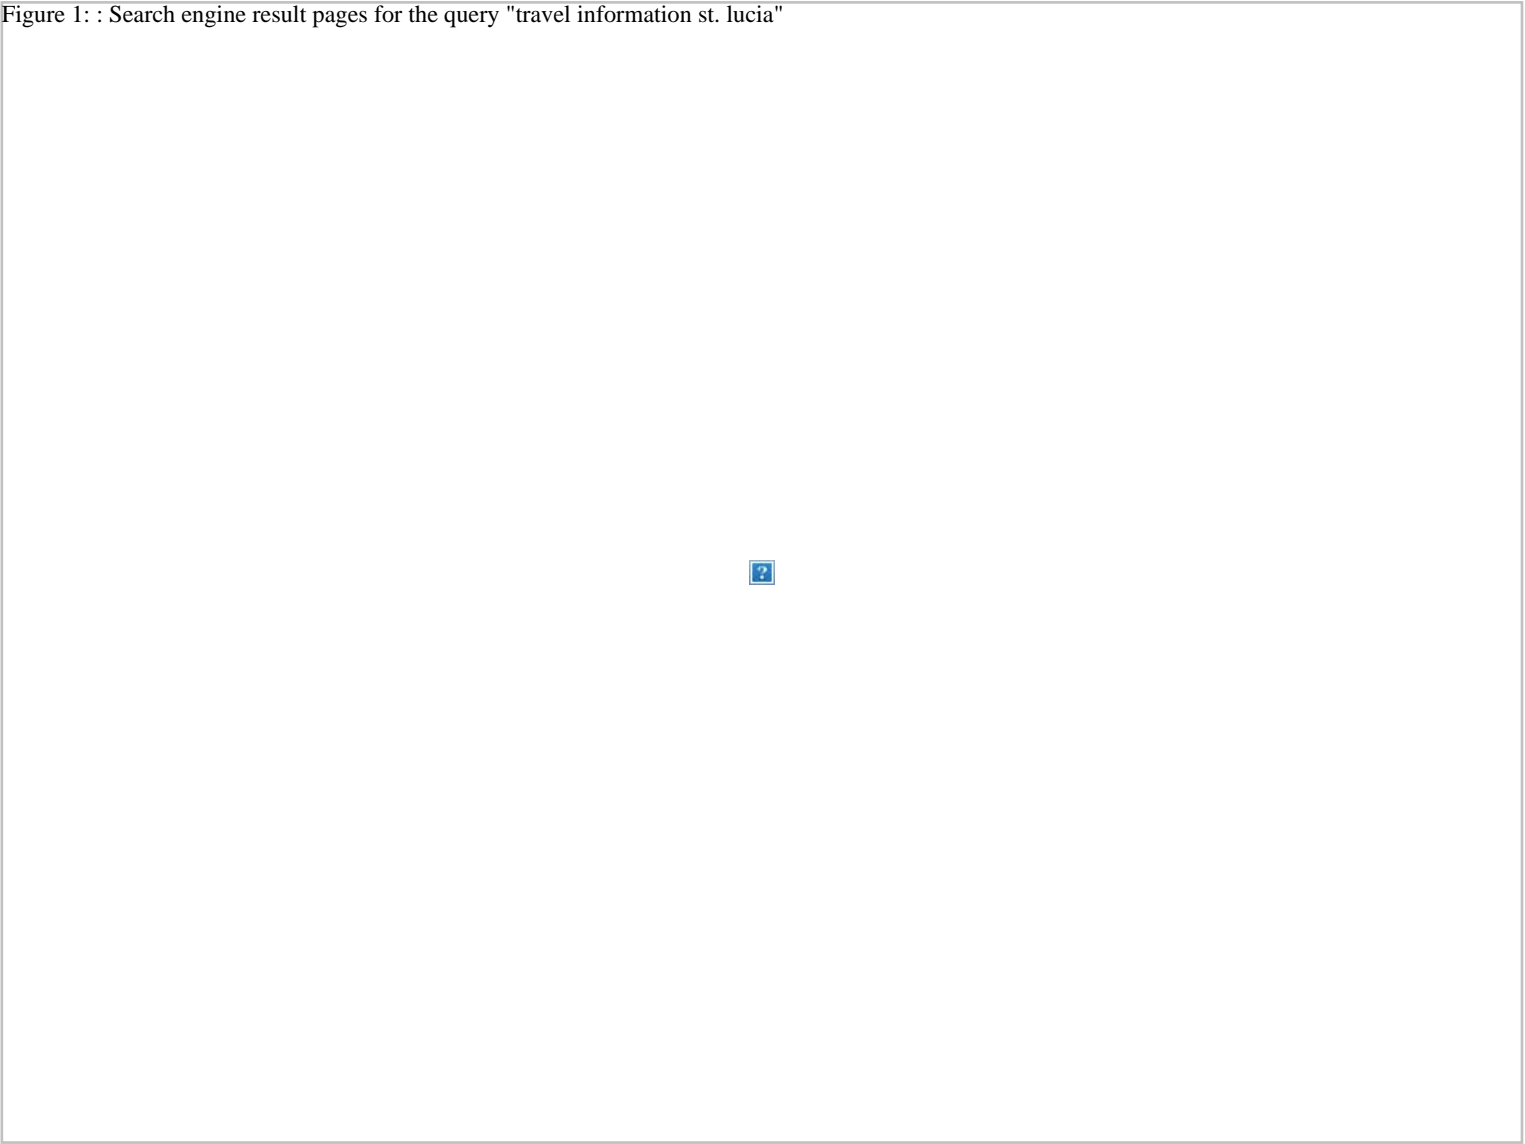 Figure 1: : Search engine result pages for the query "travel information st. lucia"
?